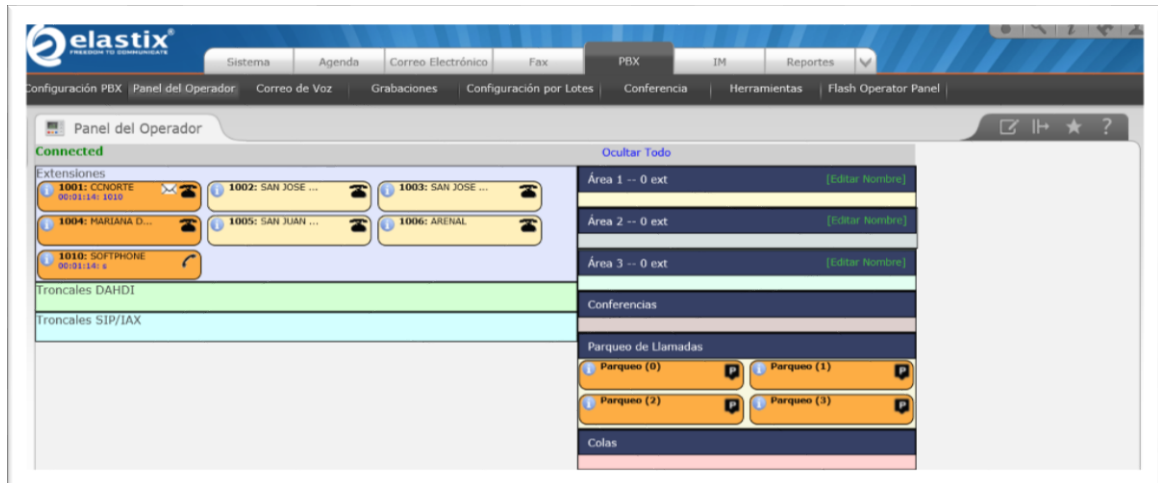 elastix®
FREEDOM TO COMMUNICATE
Sistema Agenda Correo Electrónico Fax PBX IM Reportes
Configuración PBX Panel del Operador Correo de Voz Grabaciones Configuración por Lotes Conferencia Herramientas Flash Operator Panel
Panel del Operador
Connected
Ocultar Todo
Extensiones
1001: CCNORTE
00:01:14: 1010
1002: SAN JOSE ...
1003: SAN JOSE ...
1004: MARIANA D...
1005: SAN JUAN ...
1006: ARENAL
1010: SOFTPHONE
00:01:14: s
Troncales DAHDI
Troncales SIP/IAX
Área 1 -- 0 ext [Editar Nombre]
Área 2 -- 0 ext [Editar Nombre]
Área 3 -- 0 ext [Editar Nombre]
Conferencias
Parqueo de Llamadas
Parqueo (0) P
Parqueo (1) P
Parqueo (2) P
Parqueo (3) P
Colas